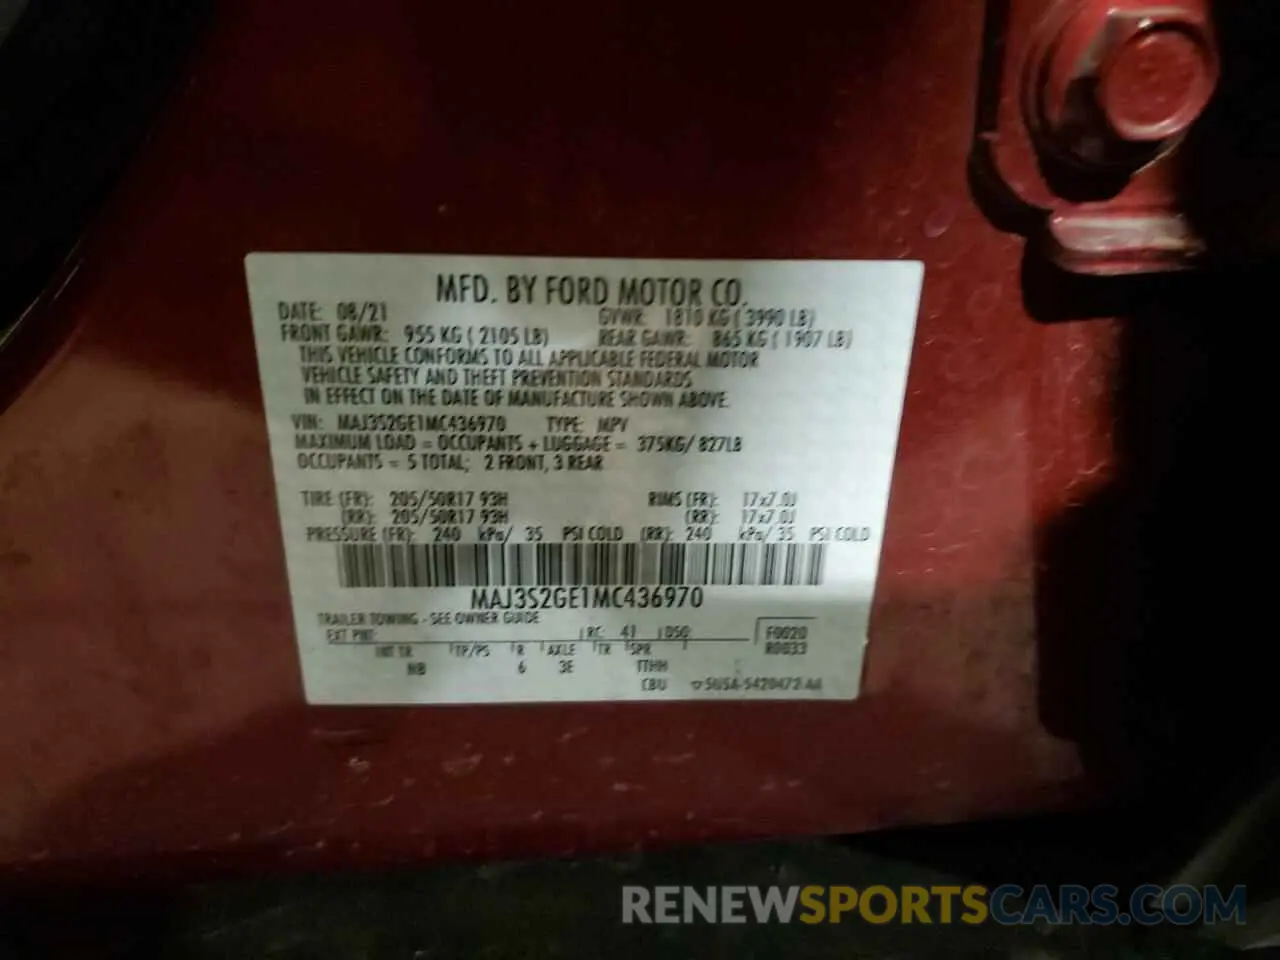 MFD. BY FORD MOTOR CO.
DATE: 08/21 GVWR: 1810 KG ( 3990 LB)
FRONT GAWR: 955 KG ( 2105 LB) REAR GAWR: 865 KG ( 1907 LB)
THIS VEHICLE CONFORMS TO ALL APPLICABLE FEDERAL MOTOR
VEHICLE SAFETY AND THEFT PREVENTION STANDARDS
IN EFFECT ON THE DATE OF MANUFACTURE SHOWN ABOVE.
VIN: MAJ3S2GE1MC436970 TYPE: MPV
MAXIMUM LOAD = OCCUPANTS + LUGGAGE = 375KG/ 827LB
OCCUPANTS = 5 TOTAL; 2 FRONT, 3 REAR
TIRE (FR): 205/50R17 93H RIMS (FR): 17x7.0J
(RR): 205/50R17 93H (RR): 17x7.0J
PRESSURE (FR): 240 kPa/ 35 PSI COLD (RR): 240 kPa/ 35 PSI COLD
MAJ3S2GE1MC436970
TRAILER TOWING - SEE OWNER GUIDE
EXT PNT: RC: 41 DSO: F0020
INT TR TP/PS R AXLE TR SPR R0033
NB 6 3E TTHH
CBU 5U5A-5420472-AA
RENEWSPORTSCARS.COM